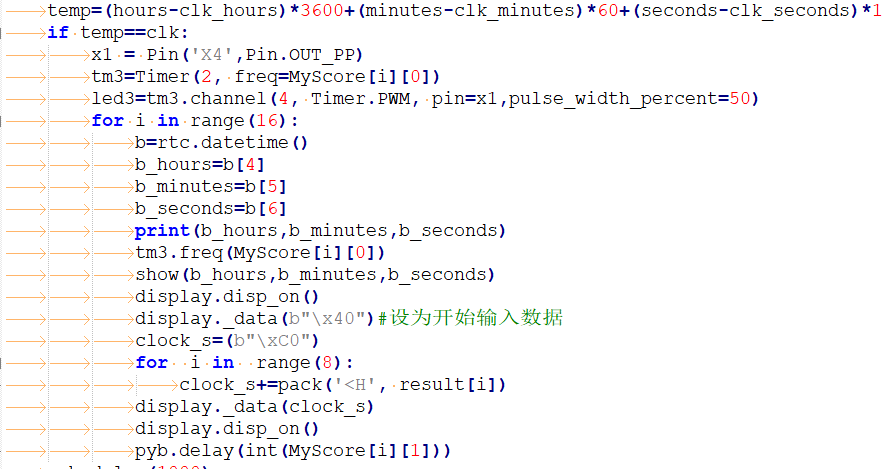 temp=(hours-clk_hours)*3600+(minutes-clk_minutes)*60+(seconds-clk_seconds)*1
if temp==clk:
x1 = Pin('X4',Pin.OUT_PP)
tm3=Timer(2, freq=MyScore[i][0])
led3=tm3.channel(4, Timer.PWM, pin=x1,pulse_width_percent=50)
for i in range(16):
b=rtc.datetime()
b_hours=b[4]
b_minutes=b[5]
b_seconds=b[6]
print(b_hours,b_minutes,b_seconds)
tm3.freq(MyScore[i][0])
show(b_hours,b_minutes,b_seconds)
display.disp_on()
display._data(b"\x40")#设为开始输入数据
clock_s=(b"\xC0")
for  i in  range(8):
clock_s+=pack('<H', result[i])
display._data(clock_s)
display.disp_on()
pyb.delay(int(MyScore[i][1]))